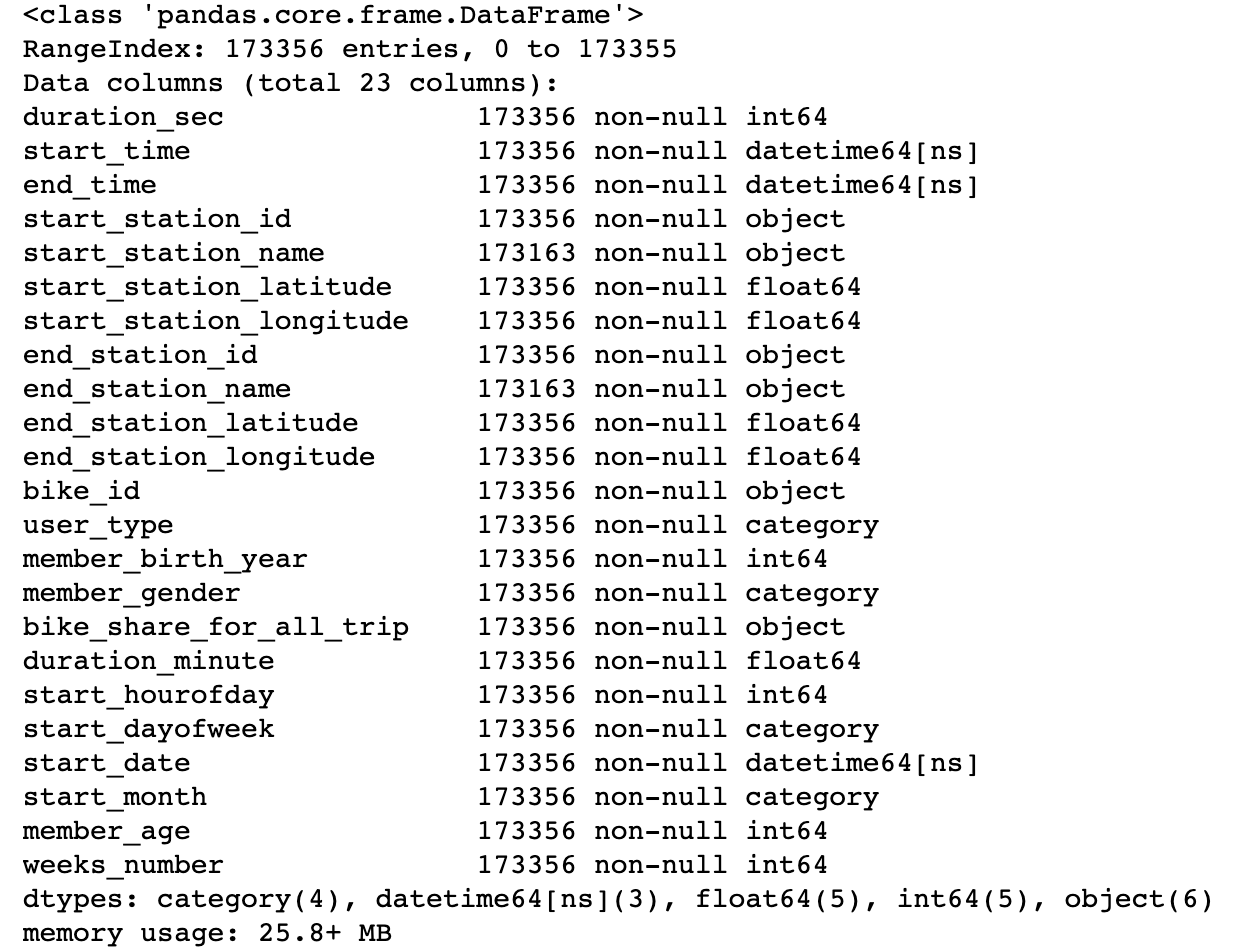 <class 'pandas.core.frame.DataFrame'>
RangeIndex: 173356 entries, 0 to 173355
Data columns (total 23 columns):
duration_sec               173356 non-null int64
start_time                 173356 non-null datetime64[ns]
end_time                   173356 non-null datetime64[ns]
start_station_id           173356 non-null object
start_station_name         173163 non-null object
start_station_latitude     173356 non-null float64
start_station_longitude    173356 non-null float64
end_station_id             173356 non-null object
end_station_name           173163 non-null object
end_station_latitude       173356 non-null float64
end_station_longitude      173356 non-null float64
bike_id                    173356 non-null object
user_type                  173356 non-null category
member_birth_year          173356 non-null int64
member_gender              173356 non-null category
bike_share_for_all_trip    173356 non-null object
duration_minute            173356 non-null float64
start_hourofday            173356 non-null int64
start_dayofweek            173356 non-null category
start_date                 173356 non-null datetime64[ns]
start_month                173356 non-null category
member_age                 173356 non-null int64
weeks_number               173356 non-null int64
dtypes: category(4), datetime64[ns](3), float64(5), int64(5), object(6)
memory usage: 25.8+ MB